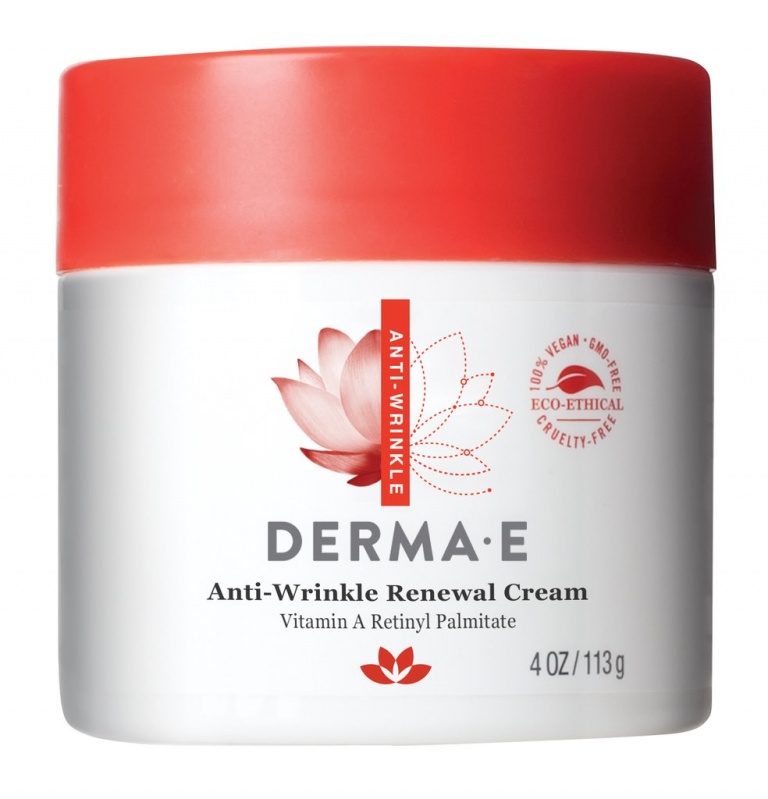 ANTI-WRINKLE
100% VEGAN • GMO-FREE
ECO-ETHICAL
CRUELTY-FREE
DERMA·E
Anti-Wrinkle Renewal Cream
Vitamin A Retinyl Palmitate
4 OZ/113g